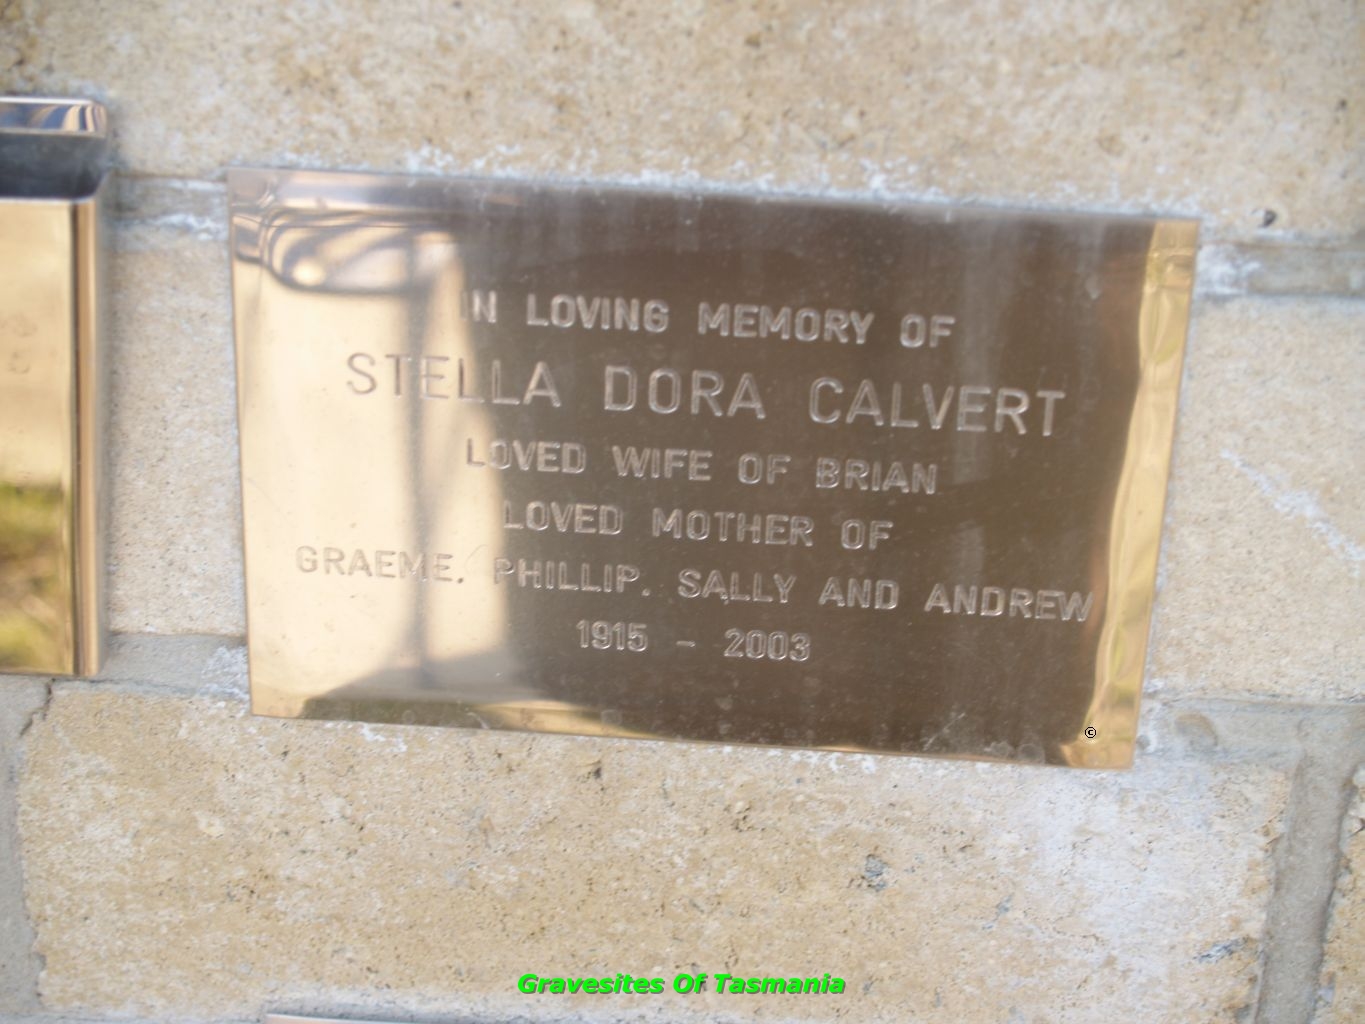 IN LOVING MEMORY OF
STELLA DORA CALVERT
LOVED WIFE OF BRIAN
LOVED MOTHER OF
GRAEME. PHILLIP. SALLY AND ANDREW
1915 - 2003
©
Gravesites Of Tasmania